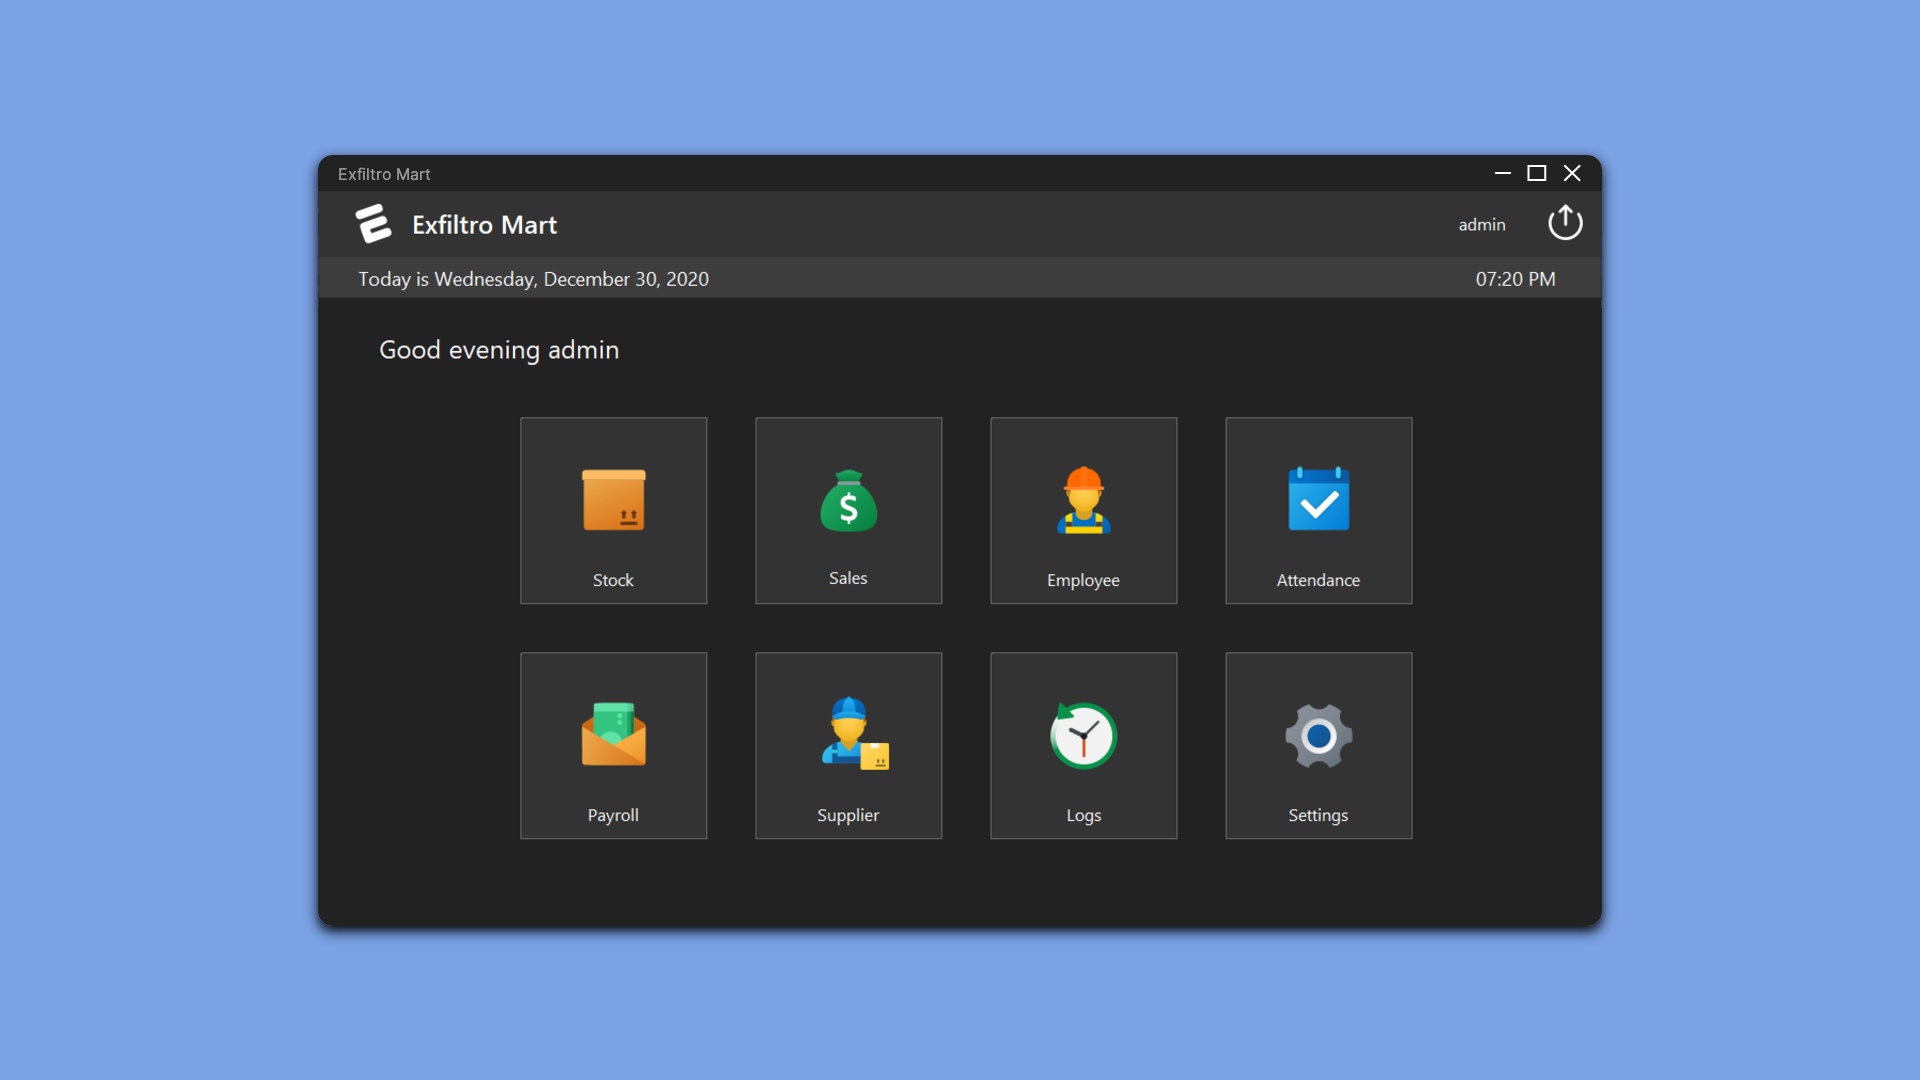 Exfiltro Mart
Exfiltro Mart
admin
Today is Wednesday, December 30, 2020
07:20 PM
Good evening admin
Stock
Sales
$
Employee
Attendance
Payroll
Supplier
Logs
Settings